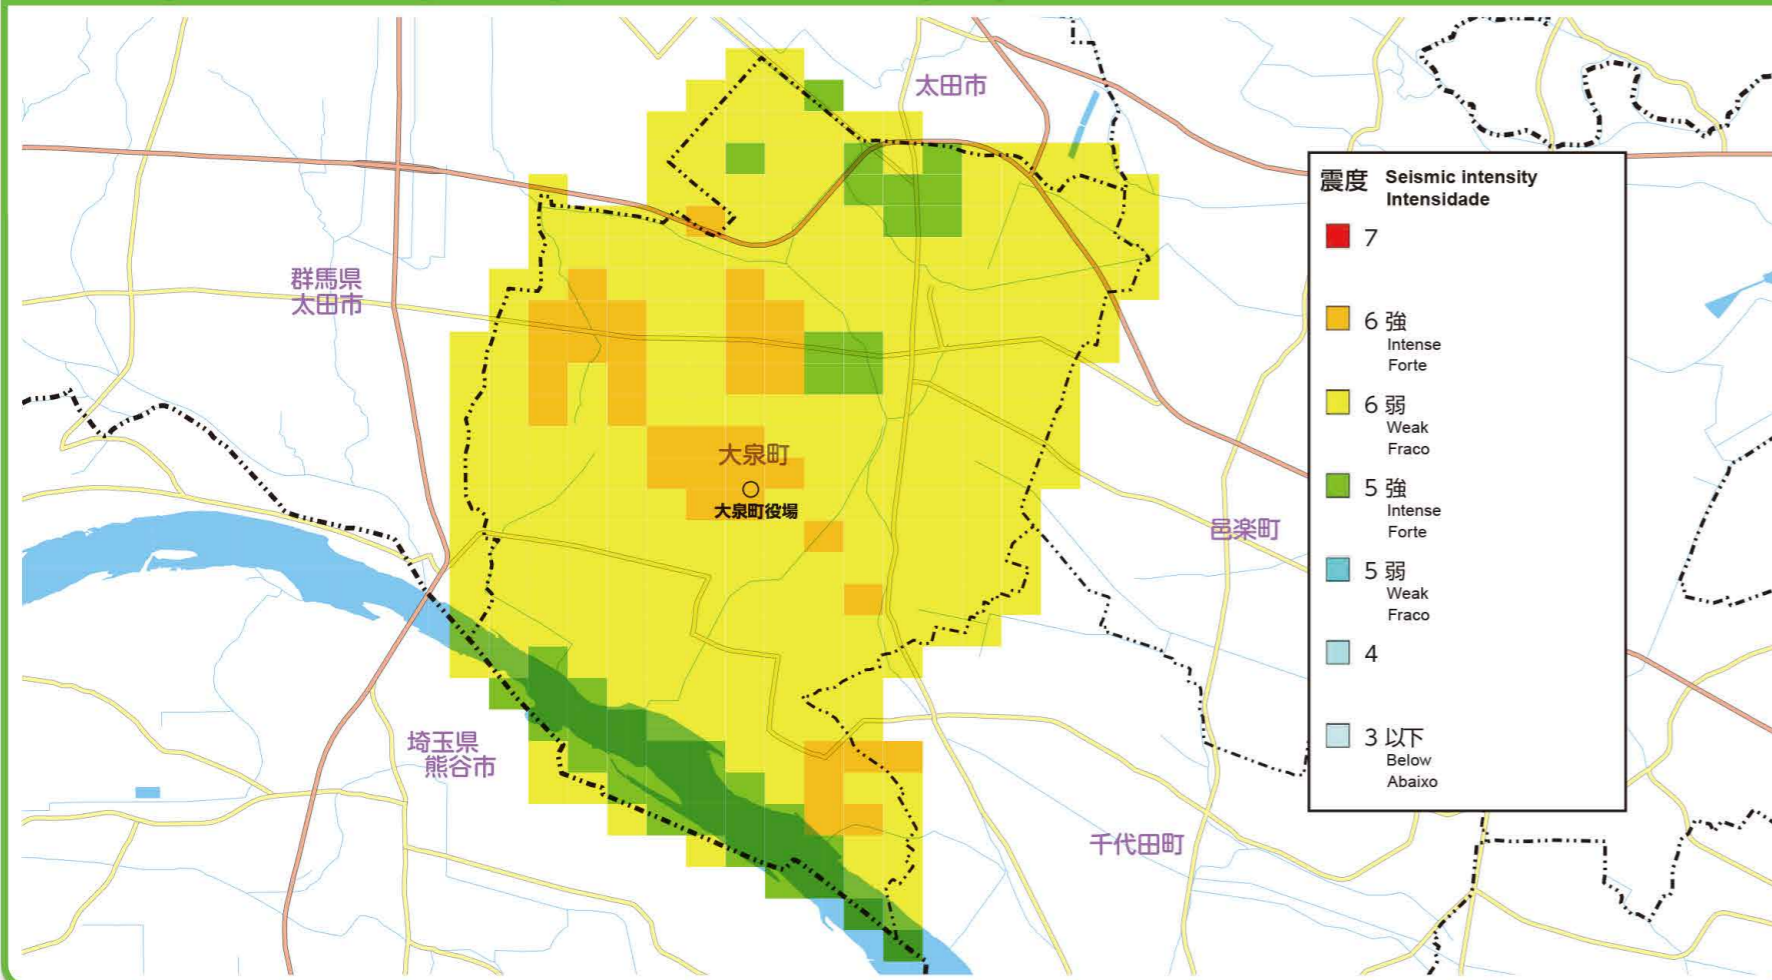 太田市
群馬県
太田市
大泉町
大泉町役場
邑楽町
埼玉県
熊谷市
千代田町
震度 Seismic intensity
Intensidade
7
6 強
Intense
Forte
6 弱
Weak
Fraco
5 強
Intense
Forte
5 弱
Weak
Fraco
4
3 以下
Below
Abaixo